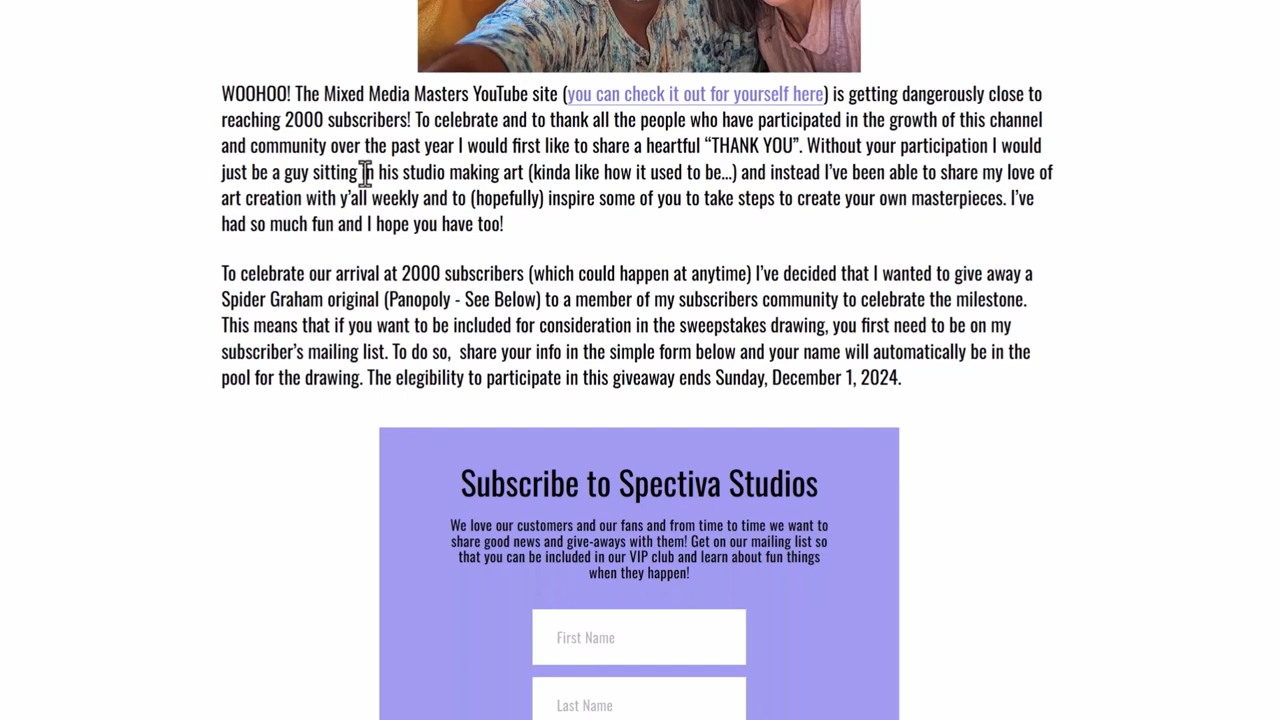 WOOHOO! The Mixed Media Masters YouTube site (you can check it out for yourself here) is getting dangerously close to
reaching 2000 subscribers! To celebrate and to thank all the people who have participated in the growth of this channel
and community over the past year I would first like to share a heartful “THANK YOU”. Without your participation I would
just be a guy sitting in his studio making art (kinda like how it used to be...) and instead I’ve been able to share my love of
art creation with y’all weekly and to (hopefully) inspire some of you to take steps to create your own masterpieces. I’ve
had so much fun and I hope you have too!
To celebrate our arrival at 2000 subscribers (which could happen at anytime) I’ve decided that I wanted to give away a
Spider Graham original (Panopoly - See Below) to a member of my subscribers community to celebrate the milestone.
This means that if you want to be included for consideration in the sweepstakes drawing, you first need to be on my
subscriber’s mailing list. To do so,  share your info in the simple form below and your name will automatically be in the
pool for the drawing. The elegibility to participate in this giveaway ends Sunday, December 1, 2024.
Subscribe to Spectiva Studios
We love our customers and our fans and from time to time we want to
share good news and give-aways with them! Get on our mailing list so
that you can be included in our VIP club and learn about fun things
when they happen!
First Name
Last Name